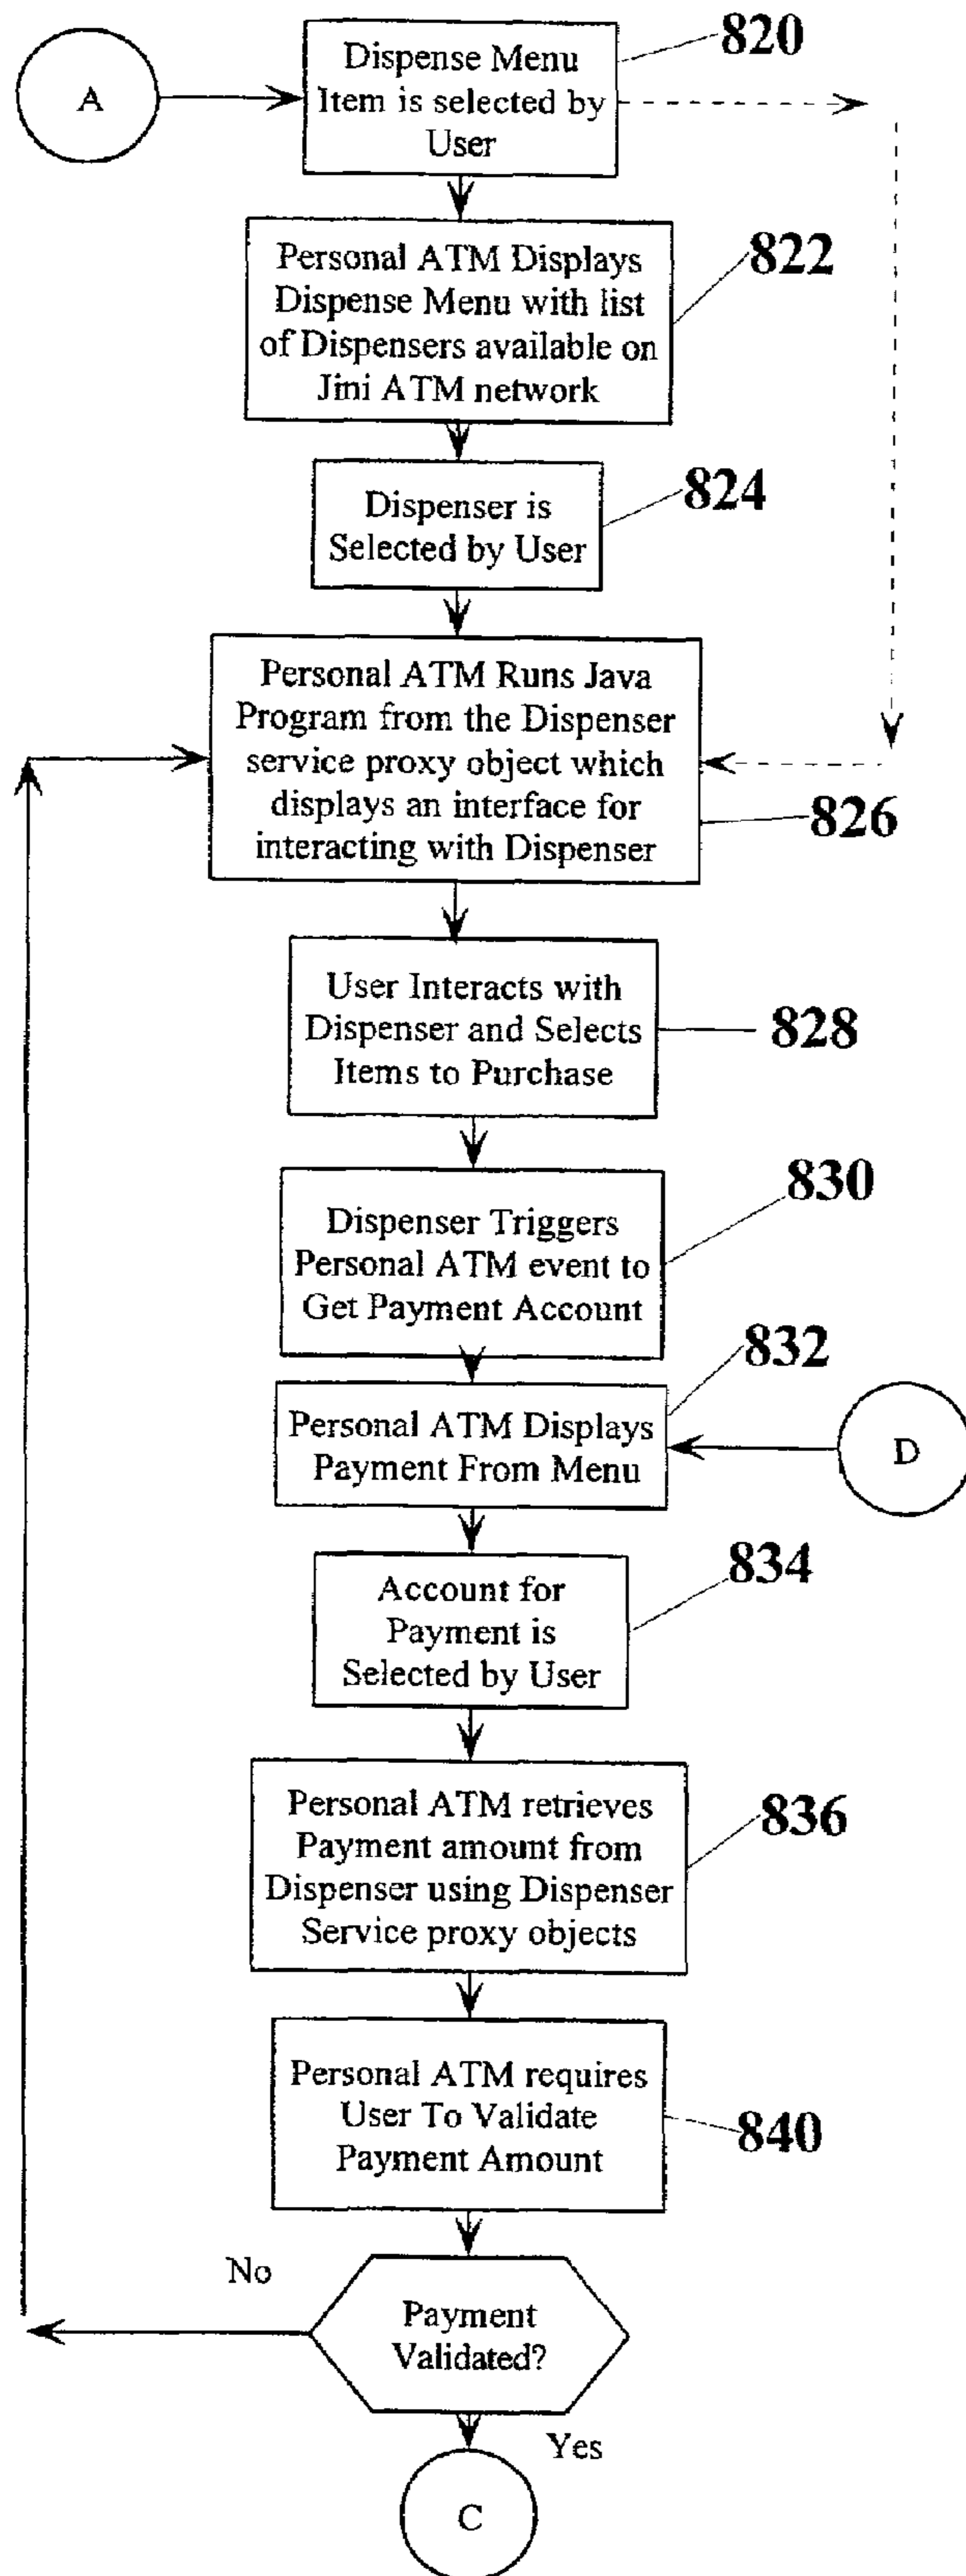 A
Dispense Menu
Item is selected by
User
820
Personal ATM Displays
Dispense Menu with list
of Dispensers available on
Jini ATM network
822
Dispenser is
Selected by User
824
Personal ATM Runs Java
Program from the Dispenser
service proxy object which
displays an interface for
interacting with Dispenser
826
User Interacts with
Dispenser and Selects
Items to Purchase
828
Dispenser Triggers
Personal ATM event to
Get Payment Account
830
Personal ATM Displays
Payment From Menu
832
D
Account for
Payment is
Selected by User
834
Personal ATM retrieves
Payment amount from
Dispenser using Dispenser
Service proxy objects
836
Personal ATM requires
User To Validate
Payment Amount
840
No
Payment
Validated?
Yes
C